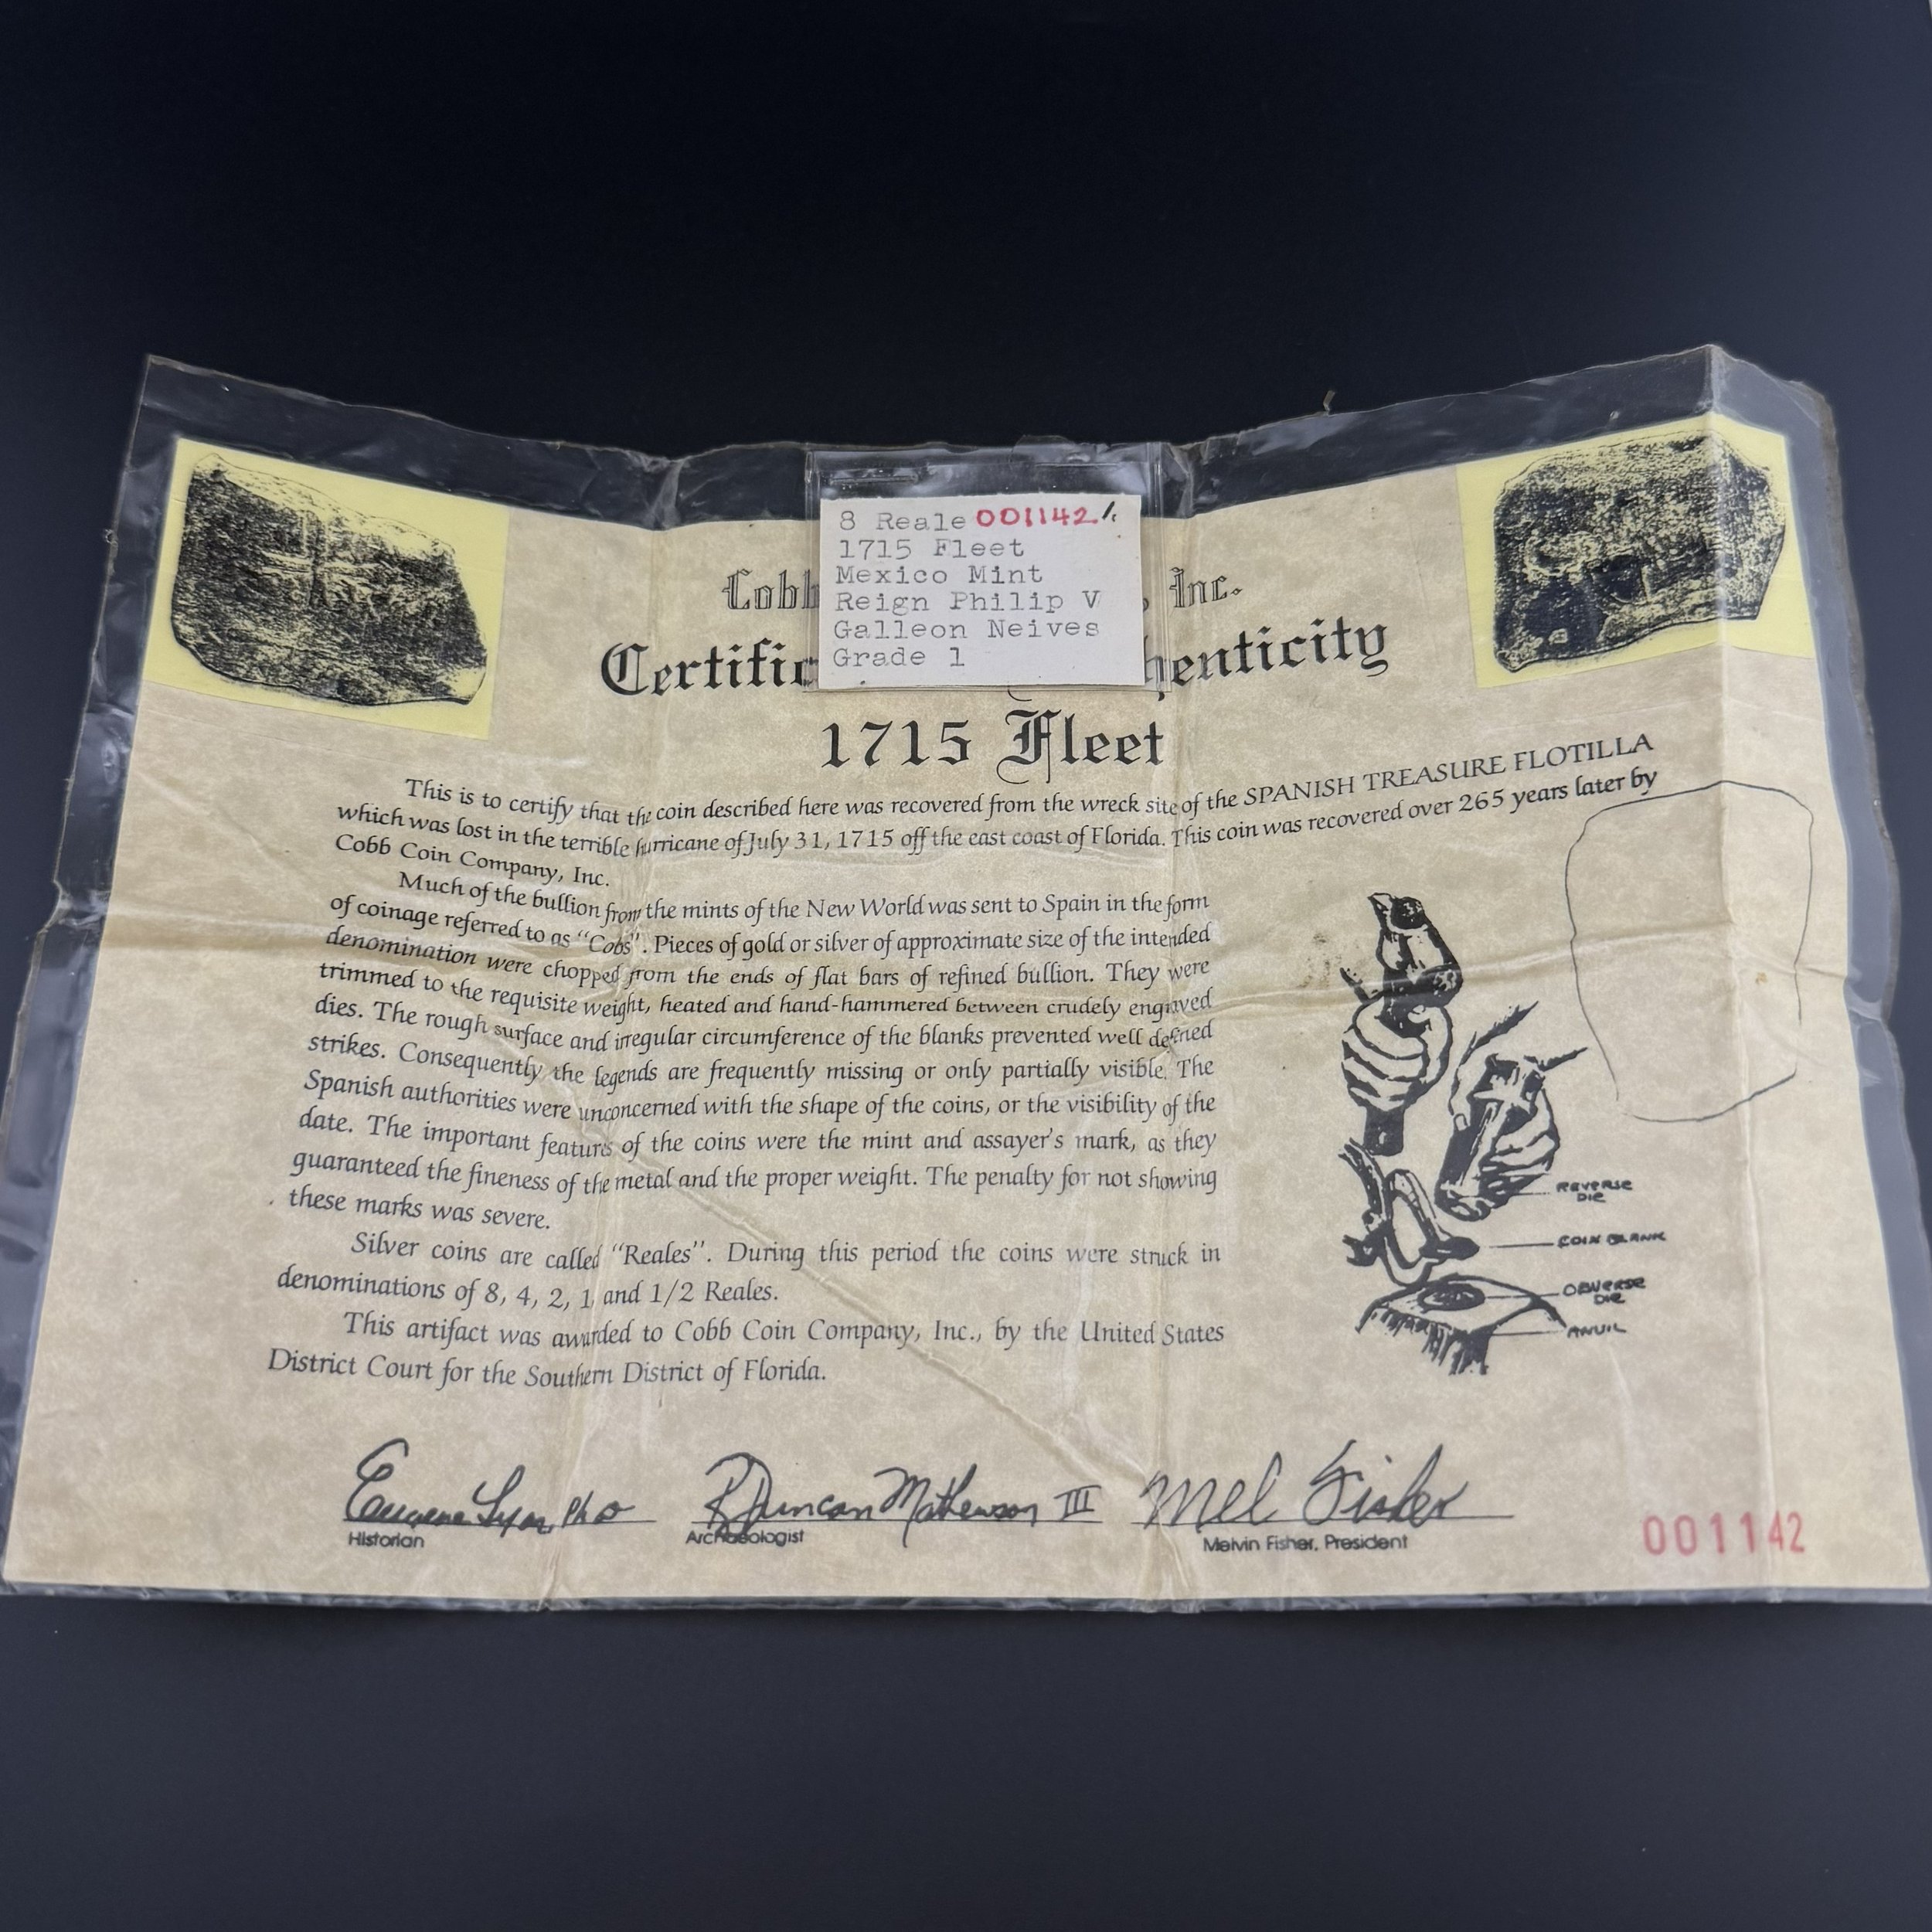 8 Reale 001142
1715 Fleet
Mexico Mint
Reign Philip V
Galleon Neives
Grade 1
Cobb Inc.
Certific henticity
1715 Fleet
This is to certify that the coin described here was recovered from the wreck site of the SPANISH TREASURE FLOTILLA
which was lost in the terrible hurricane of July 31, 1715 off the east coast of Florida. This coin was recovered over 265 years later by
Cobb Coin Company, Inc.
Much of the bullion from the mints of the New World was sent to Spain in the form
of coinage referred to as "Cobs". Pieces of gold or silver of approximate size of the intended
denomination were chopped from the ends of flat bars of refined bullion. They were
trimmed to the requisite weight, heated and hand-hammered between crudely engraved
dies. The rough surface and irregular circumference of the blanks prevented well defined
strikes. Consequently the legends are frequently missing or only partially visible. The
Spanish authorities were unconcerned with the shape of the coins, or the visibility of the
date. The important features of the coins were the mint and assayer's mark, as they
guaranteed the fineness of the metal and the proper weight. The penalty for not showing
these marks was severe.
Silver coins are called "Reales". During this period the coins were struck in
denominations of 8, 4, 2, 1 and 1/2 Reales.
This artifact was awarded to Cobb Coin Company, Inc., by the United States
District Court for the Southern District of Florida.
REVERSE
DIE
COIN BLANK
OBVERSE
DIE
ANVIL
Eugene Lyon PhD
Historian
R Duncan Mathewson III
Archaeologist
Mel Fisher
Melvin Fisher, President
001142